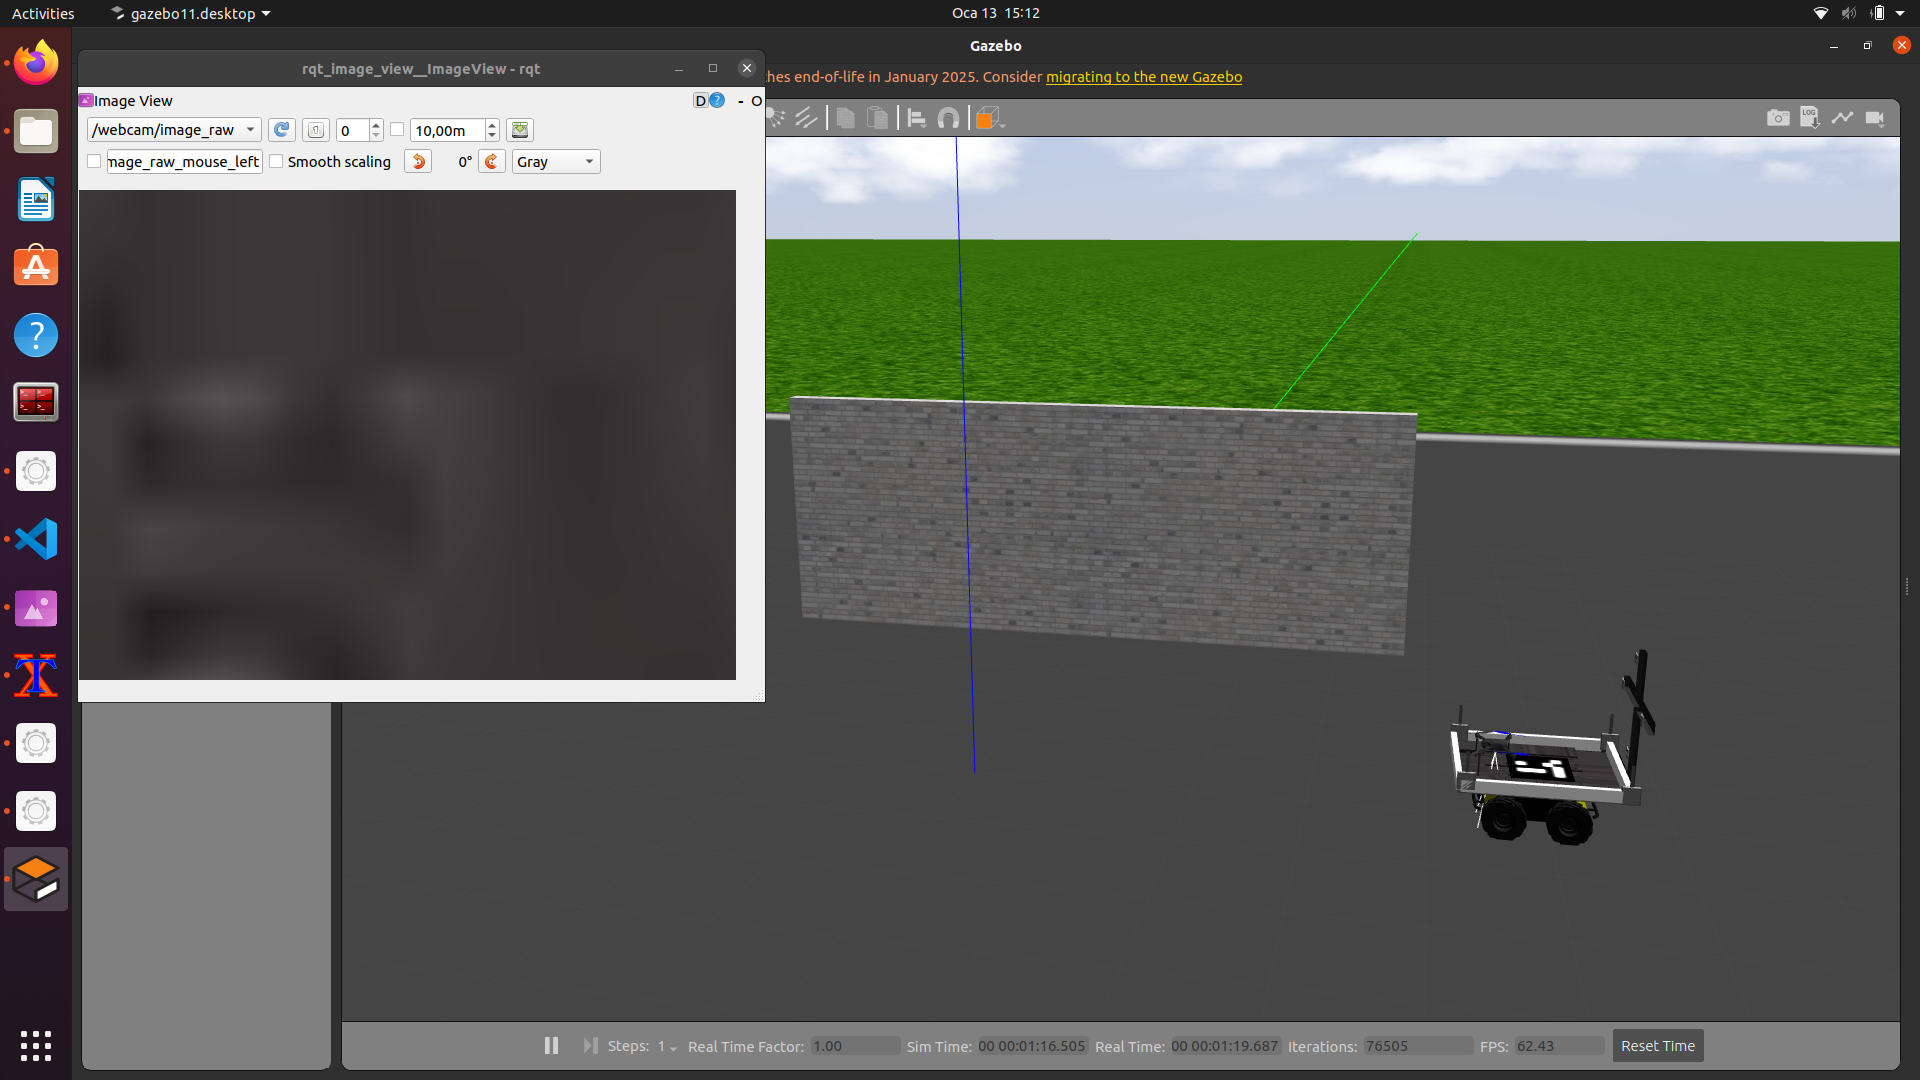 Activities
gazebo11.desktop
Oca 13 15:12
Gazebo
rqt_image_view__ImageView - rqt
hes end-of-life in January 2025. Consider migrating to the new Gazebo
Image View
D
- O
/webcam/image_raw
0
10,00m
mage_raw_mouse_left
Smooth scaling
0°
Gray
LOG
Steps: 1
Real Time Factor: 1.00
Sim Time: 00 00:01:16.505
Real Time: 00 00:01:19.687
Iterations: 76505
FPS: 62.43
Reset Time